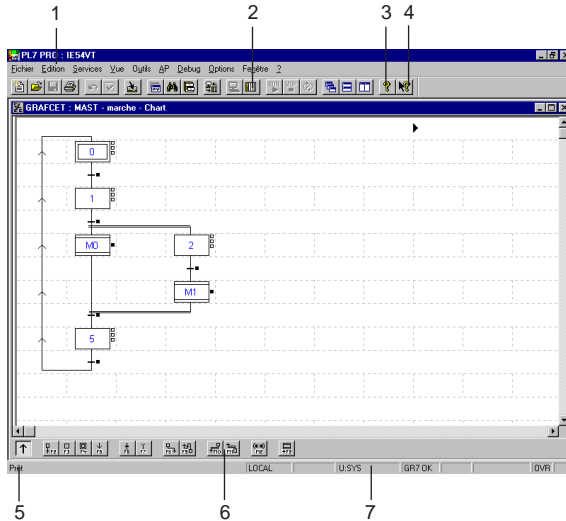 1 2 3 4
PL7 PRO : IE54VT
Fichier Edition Services Vue Outils AP Debug Options Fenêtre ?
GRAFCET : MAST - marche - Chart
0
1
M0 2
M1
5
Prêt LOCAL U:SYS GR7 OK OVR
5 6 7